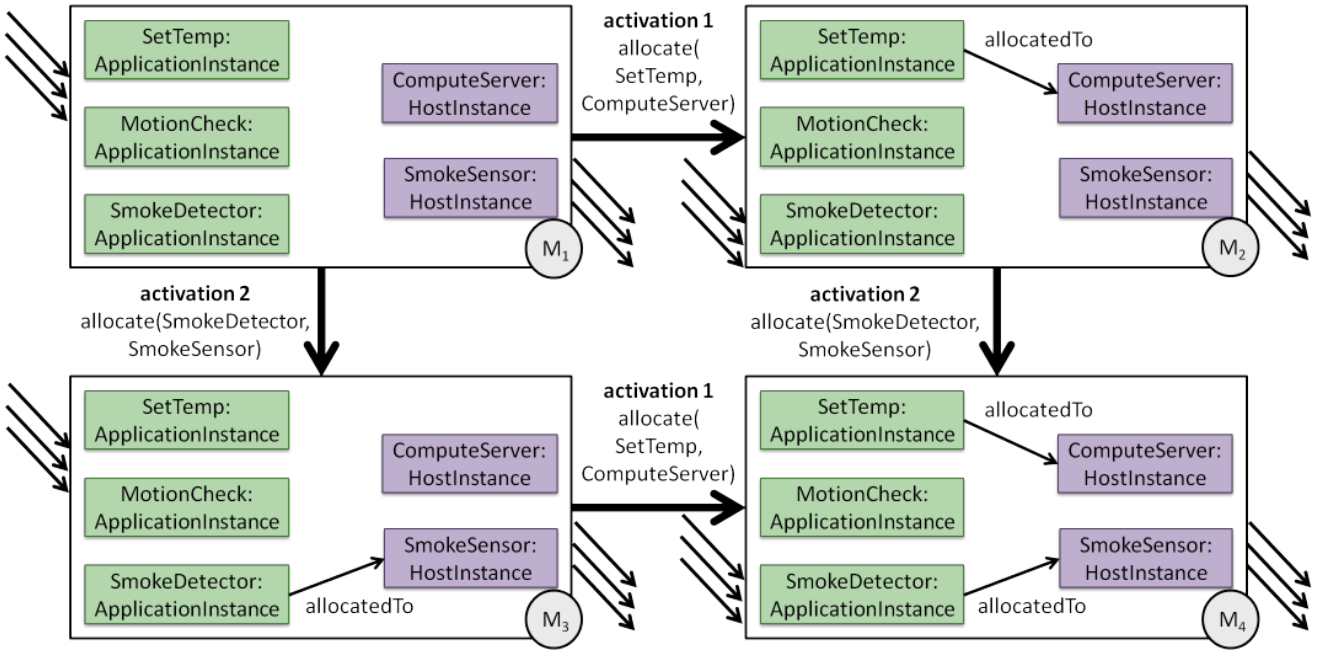 SetTemp:
ApplicationInstance
MotionCheck:
ApplicationInstance
SmokeDetector:
ApplicationInstance
ComputeServer:
HostInstance
SmokeSensor:
HostInstance
M1
activation 1
allocate(
SetTemp,
ComputeServer)
SetTemp:
ApplicationInstance
allocatedTo
MotionCheck:
ApplicationInstance
SmokeDetector:
ApplicationInstance
ComputeServer:
HostInstance
SmokeSensor:
HostInstance
M2
activation 2
allocate(SmokeDetector,
SmokeSensor)
activation 2
allocate(SmokeDetector,
SmokeSensor)
SetTemp:
ApplicationInstance
MotionCheck:
ApplicationInstance
SmokeDetector:
ApplicationInstance
allocatedTo
ComputeServer:
HostInstance
SmokeSensor:
HostInstance
M3
activation 1
allocate(
SetTemp,
ComputeServer)
SetTemp:
ApplicationInstance
allocatedTo
MotionCheck:
ApplicationInstance
SmokeDetector:
ApplicationInstance
allocatedTo
ComputeServer:
HostInstance
SmokeSensor:
HostInstance
M4